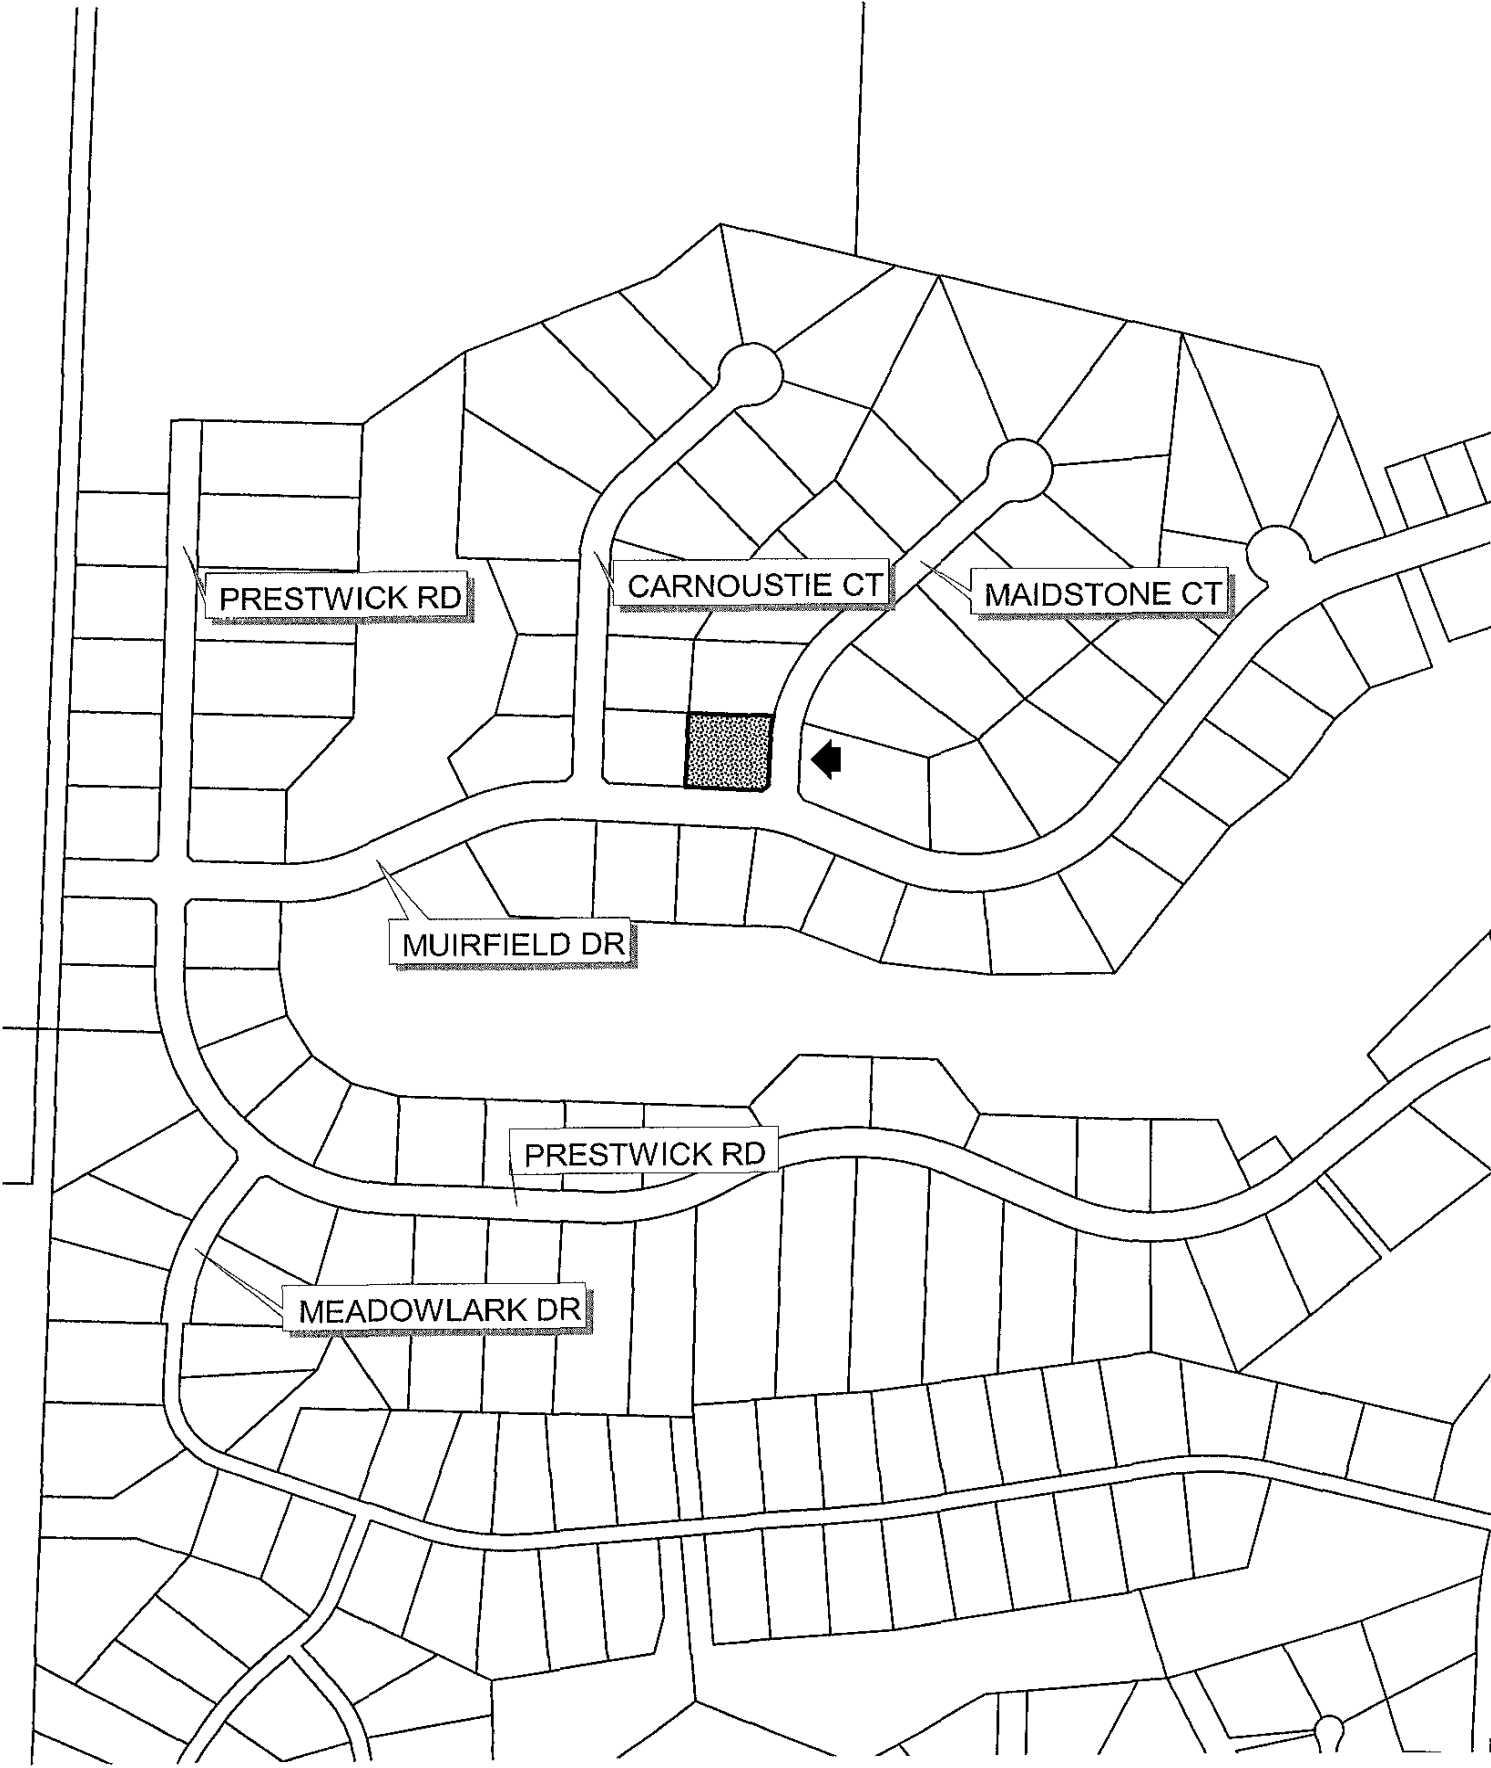 PRESTWICK RD
CARNOUSTIE CT
MAIDSTONE CT
MUIRFIELD DR
PRESTWICK RD
MEADOWLARK DR